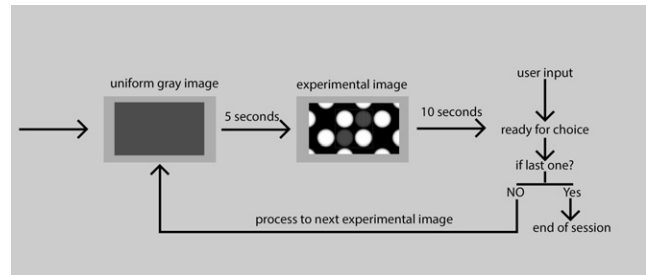 uniform gray image
5 seconds
experimental image
10 seconds
user input
ready for choice
if last one?
NO
Yes
process to next experimental image
end of session